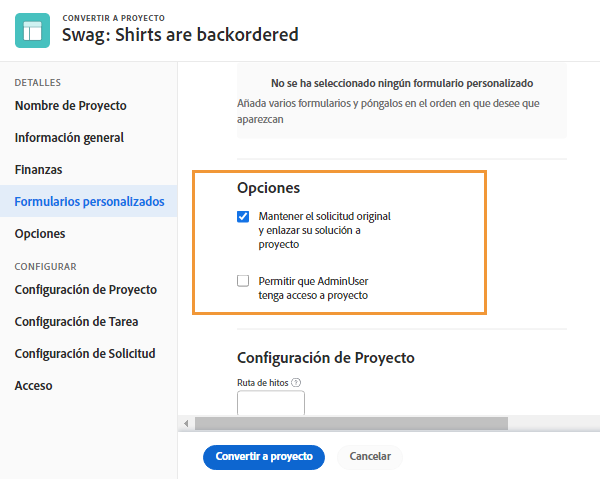 CONVERTIR A PROYECTO
Swag: Shirts are backordered
DETALLES
Nombre de Proyecto
Información general
Finanzas
Formularios personalizados
Opciones
CONFIGURAR
Configuración de Proyecto
Configuración de Tarea
Configuración de Solicitud
Acceso
No se ha seleccionado ningún formulario personalizado
Añada varios formularios y póngalos en el orden en que desee que
aparezcan
Opciones
Mantener el solicitud original
y enlazar su solución a
proyecto
Permitir que AdminUser
tenga acceso a proyecto
Configuración de Proyecto
Ruta de hitos ?
Convertir a proyecto
Cancelar